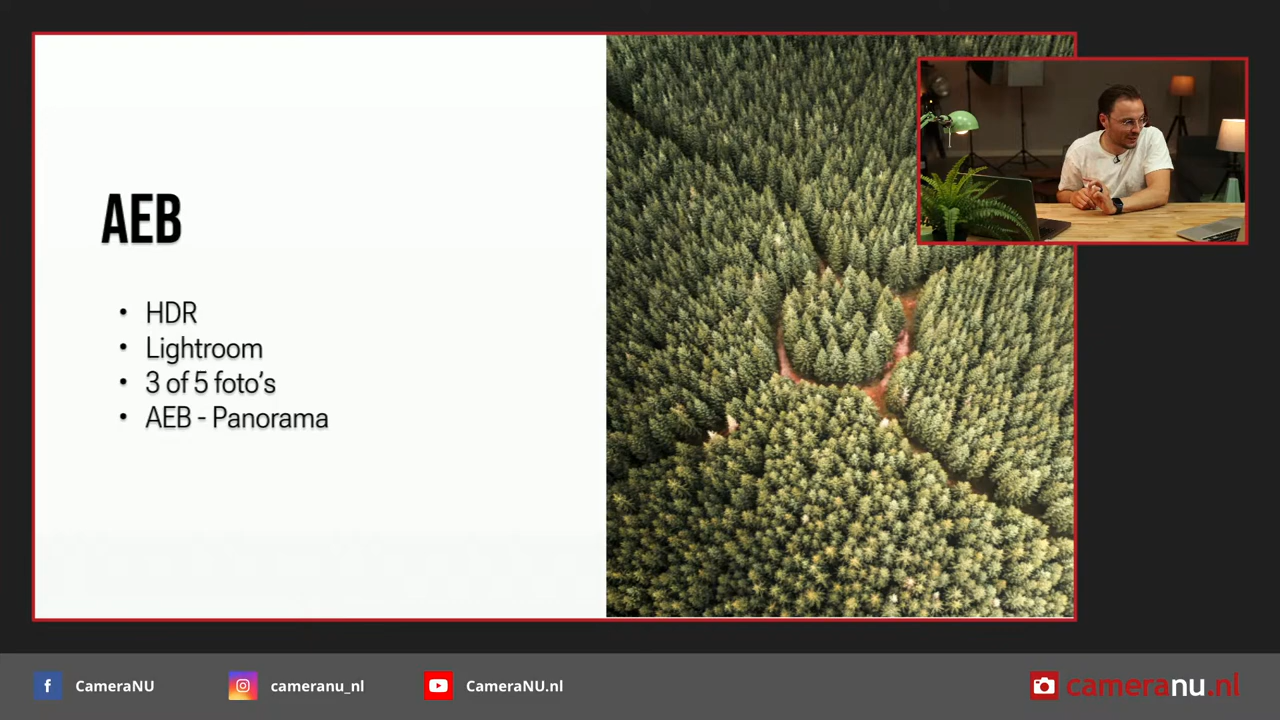 AEB
• HDR
• Lightroom
• 3 of 5 foto's
• AEB - Panorama
CameraNU
cameranu_nl
CameraNU.nl
cameranu.nl